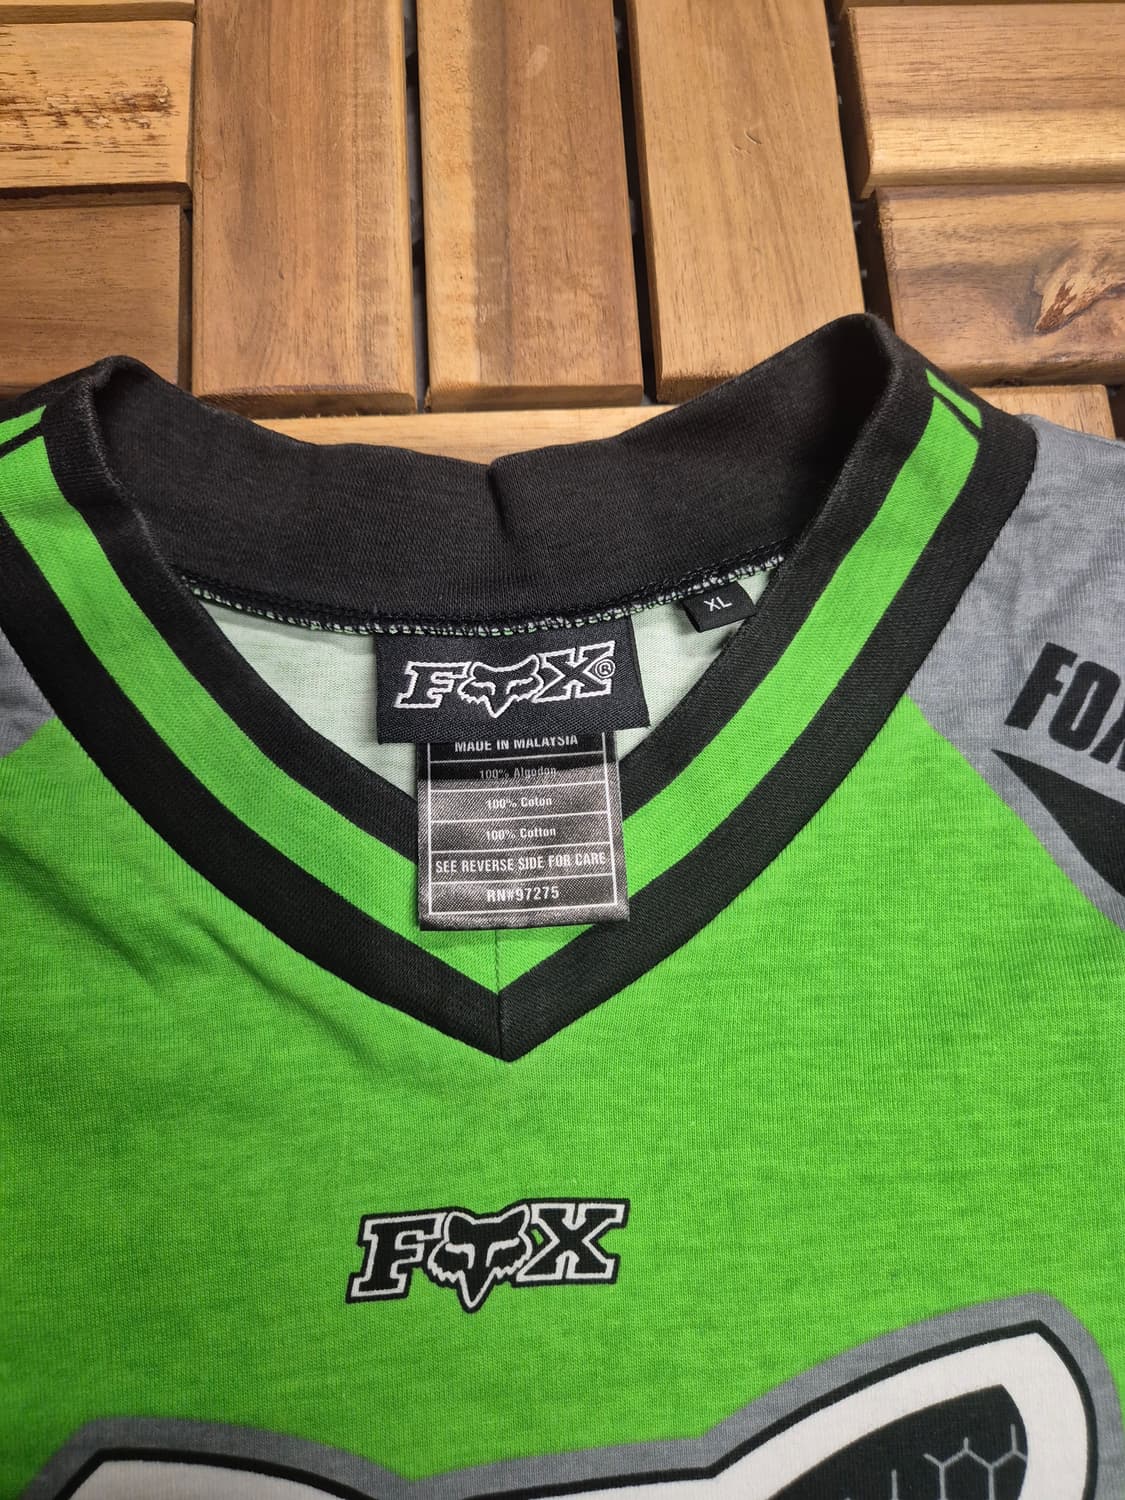 XL
FOX®
MADE IN MALAYSIA
100% Algodon
100% Coton
100% Cotton
SEE REVERSE SIDE FOR CARE
RN#97275
FOX
FOX